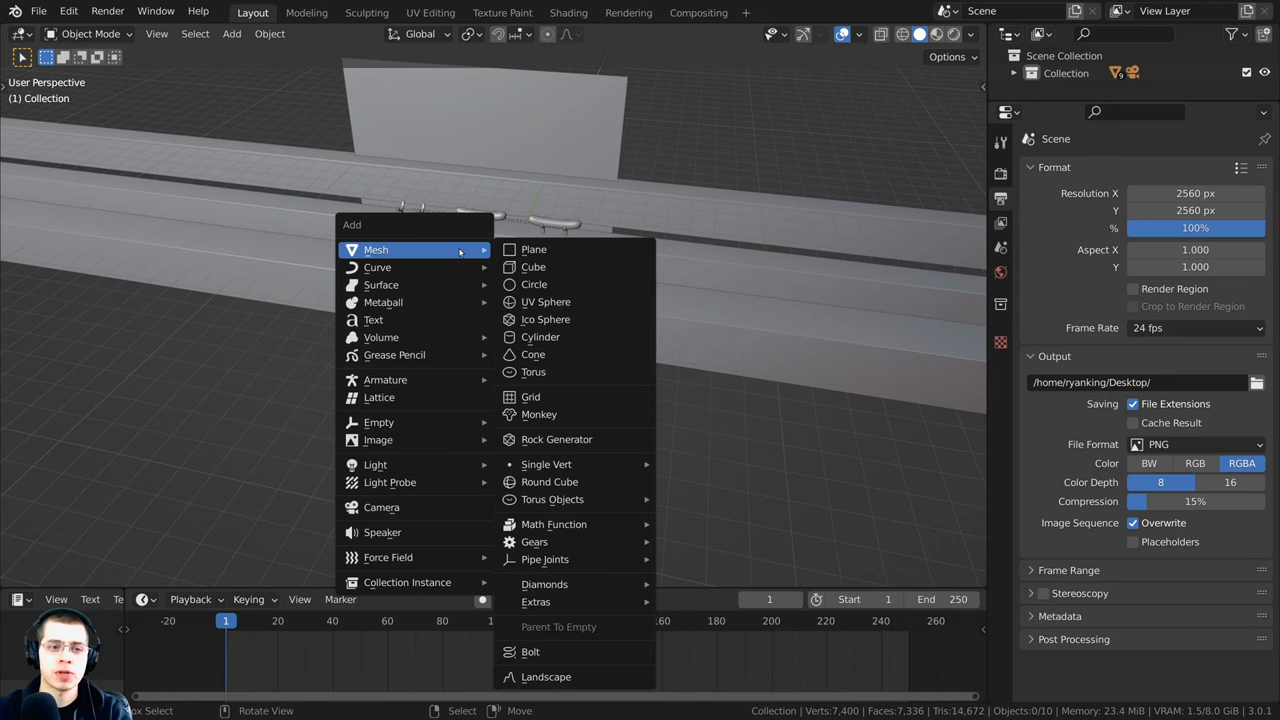 File Edit Render Window Help
Layout Modeling Sculpting UV Editing Texture Paint Shading Rendering Compositing +
Scene
View Layer
Object Mode View Select Add Object
Global
Options
User Perspective
(1) Collection
Scene Collection
Collection 9
Scene
Format
Resolution X 2560 px
Y 2560 px
% 100%
Aspect X 1.000
Y 1.000
Render Region
Crop to Render Region
Frame Rate 24 fps
Output
/home/ryanking/Desktop/
Saving File Extensions
Cache Result
File Format PNG
Color BW RGB RGBA
Color Depth 8 16
Compression 15%
Image Sequence Overwrite
Placeholders
Frame Range
Stereoscopy
Metadata
Post Processing
Add
Mesh
Curve
Surface
Metaball
Text
Volume
Grease Pencil
Armature
Lattice
Empty
Image
Light
Light Probe
Camera
Speaker
Force Field
Collection Instance
Plane
Cube
Circle
UV Sphere
Ico Sphere
Cylinder
Cone
Torus
Grid
Monkey
Rock Generator
Single Vert
Round Cube
Torus Objects
Math Function
Gears
Pipe Joints
Diamonds
Extras
Parent To Empty
Bolt
Landscape
View Text Te
Playback Keying View Marker
1 Start 1 End 250
-20 1 20 40 60 80 160 180 200 220 240 260
ox Select Rotate View Select Move
Collection | Verts:7,400 | Faces:7,336 | Tris:14,672 | Objects:0/10 | Memory: 23.4 MiB | VRAM: 1.5/8.0 GiB | 3.0.1